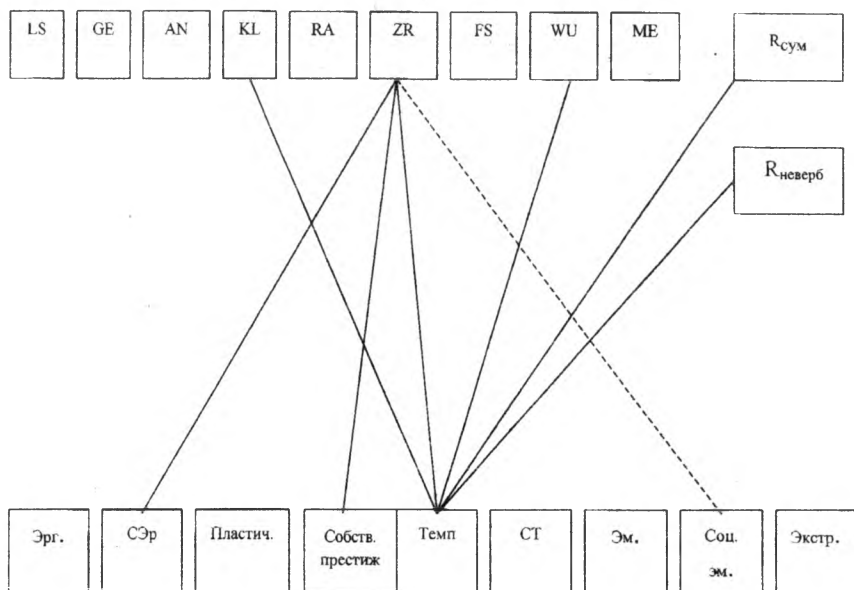 LS GE AN KL RA ZR FS WU ME
Rсум
Rневерб
Эрг. СЭр Пластич. Собств. Темп СТ Эм. Соц. Экстр.
престиж эм.